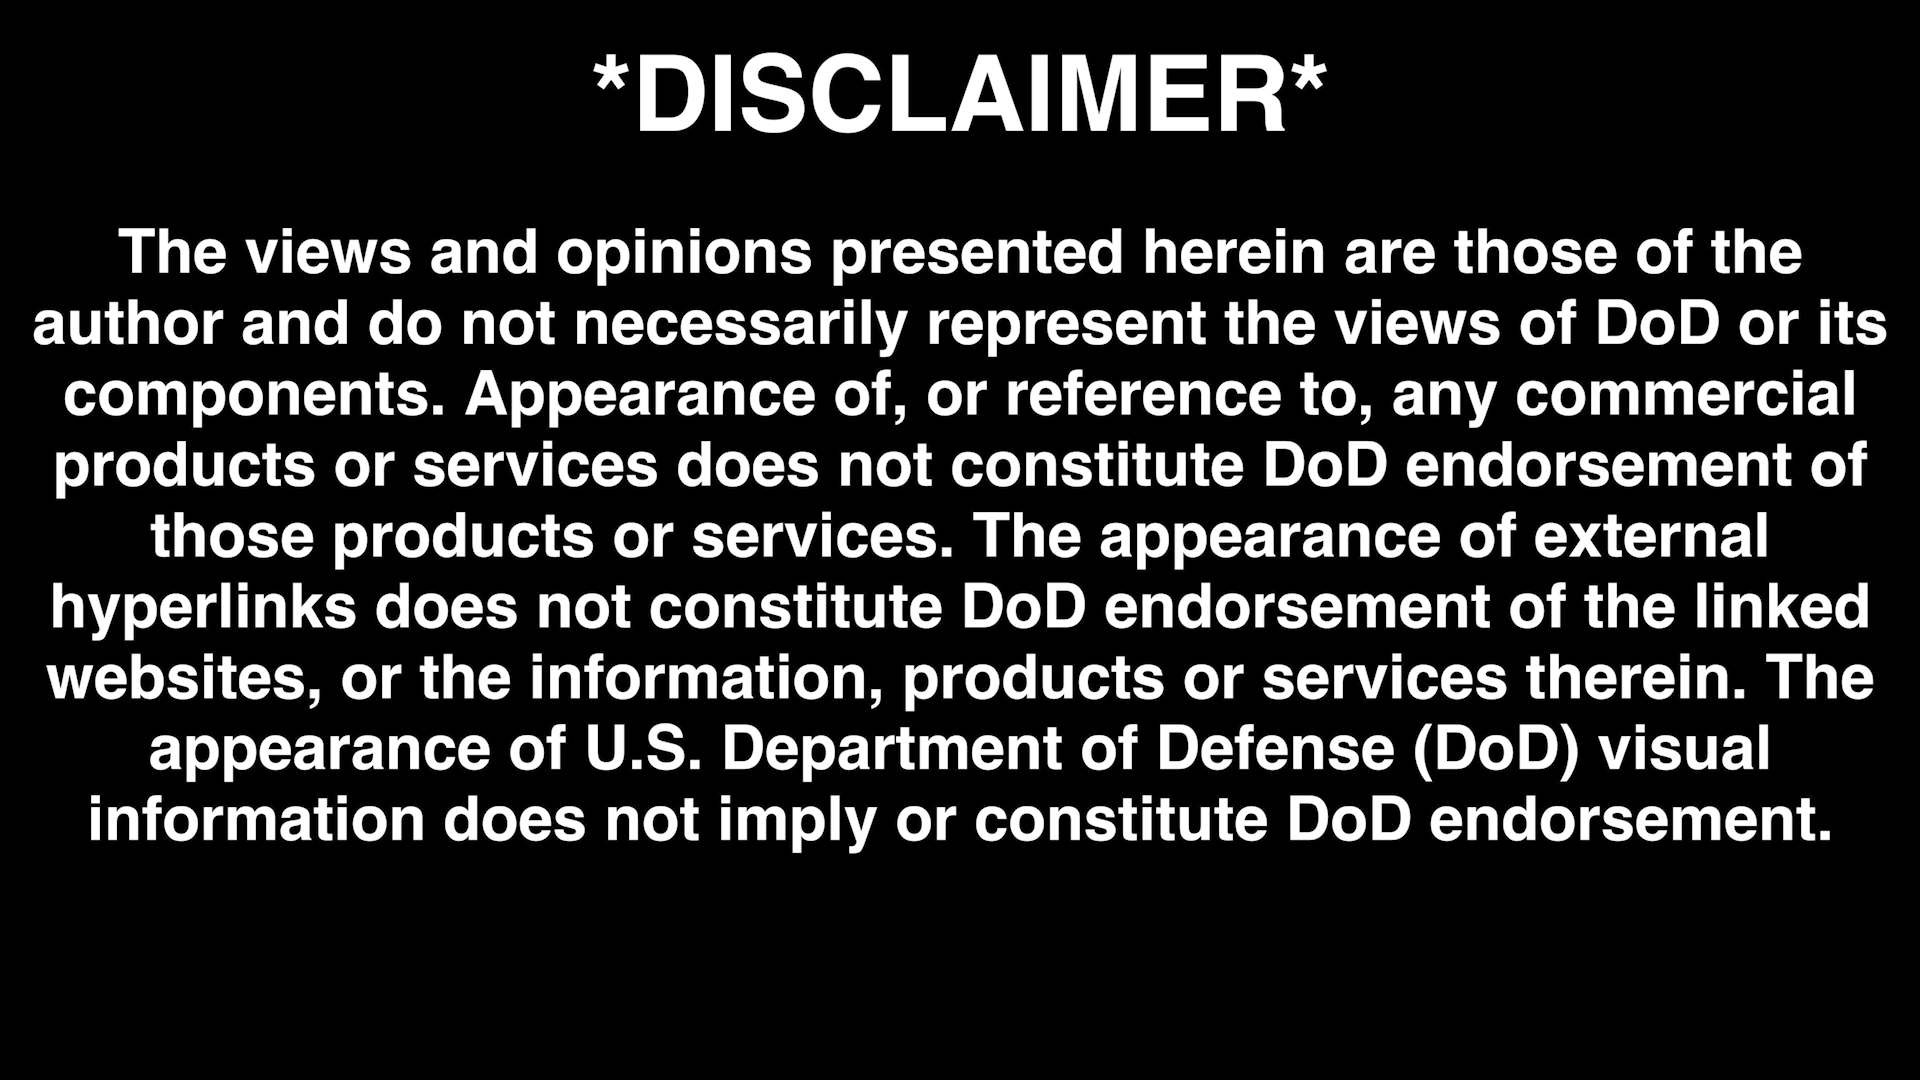 *DISCLAIMER*
The views and opinions presented herein are those of the
author and do not necessarily represent the views of DoD or its
components. Appearance of, or reference to, any commercial
products or services does not constitute DoD endorsement of
those products or services. The appearance of external
hyperlinks does not constitute DoD endorsement of the linked
websites, or the information, products or services therein. The
appearance of U.S. Department of Defense (DoD) visual
information does not imply or constitute DoD endorsement.